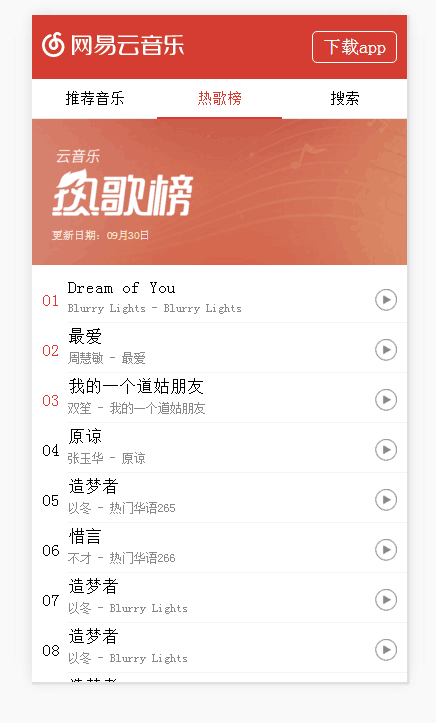 网易云音乐
下载app
推荐音乐 热歌榜 搜索
云音乐
热歌榜
更新日期：09月30日
01 Dream of You
Blurry Lights - Blurry Lights
02 最爱
周慧敏 - 最爱
03 我的一个道姑朋友
双笙 - 我的一个道姑朋友
04 原谅
张玉华 - 原谅
05 造梦者
以冬 - 热门华语265
06 惜言
不才 - 热门华语266
07 造梦者
以冬 - Blurry Lights
08 造梦者
以冬 - Blurry Lights